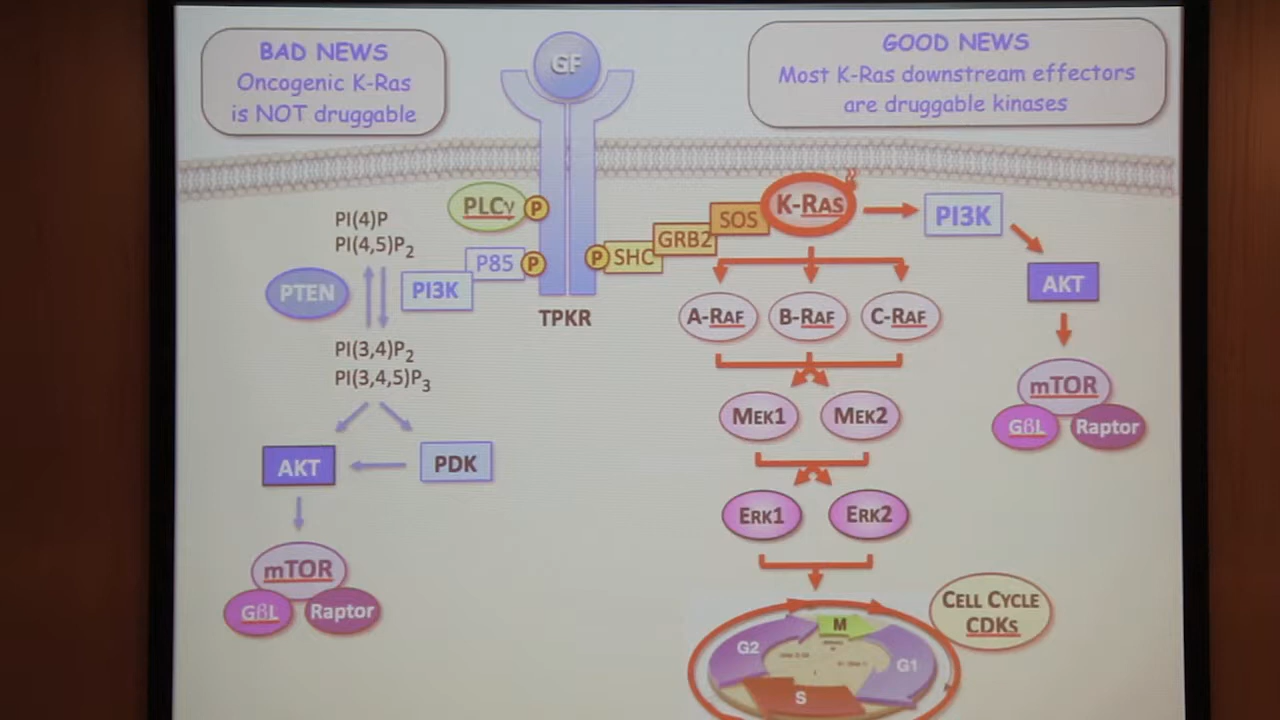 BAD NEWS
Oncogenic K-Ras
is NOT druggable
GF
GOOD NEWS
Most K-Ras downstream effectors
are druggable kinases
PLCγ P
PI(4)P
PI(4,5)P2
PTEN
PI3K
P85 P
P SHC
GRB2
SOS
K-RAS
PI3K
AKT
TPKR
PI(3,4)P2
PI(3,4,5)P3
A-RAF
B-RAF
C-RAF
mTOR
GβL
Raptor
MEK1
MEK2
AKT
PDK
ERK1
ERK2
mTOR
GβL
Raptor
CELL CYCLE
CDKs
M
G2
G1
S